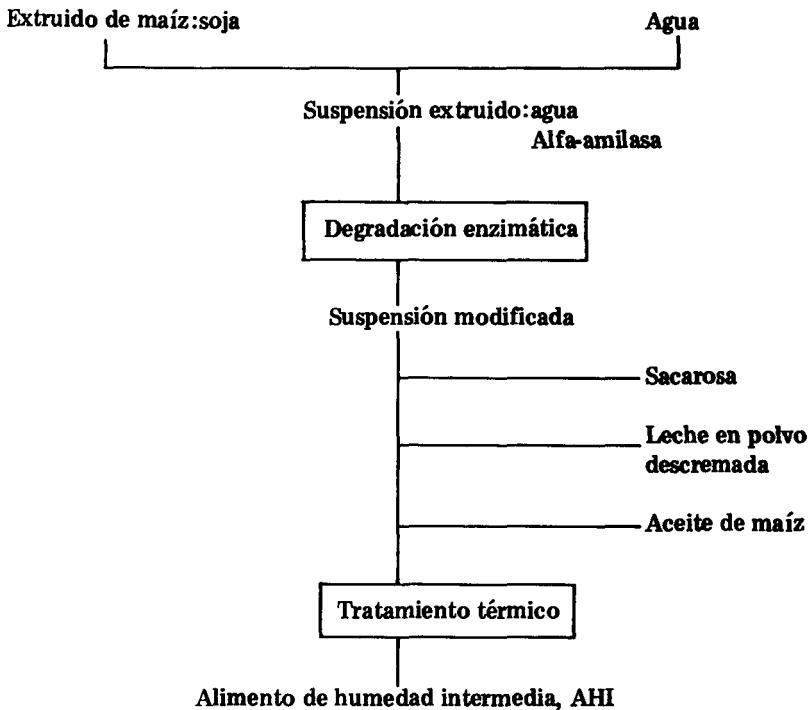 Extruido de maíz:soja
Agua
Suspensión extruido:agua
Alfa-amilasa
Degradación enzimática
Suspensión modificada
Sacarosa
Leche en polvo
descremada
Aceite de maíz
Tratamiento térmico
Alimento de humedad intermedia, AHI